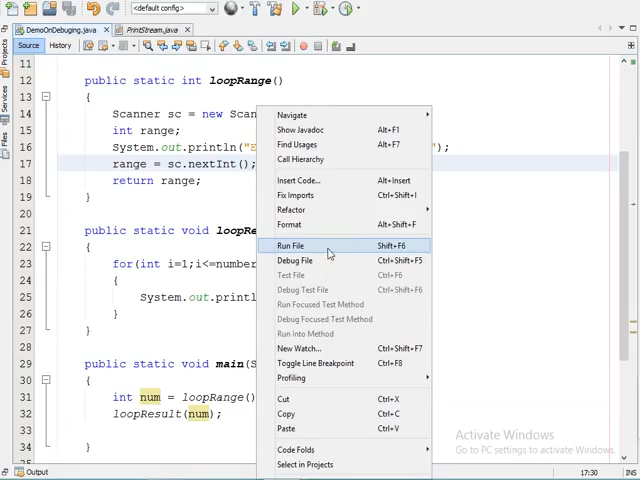 <default config>
DemoOnDebuging.java
PrintStream.java
Source
History
Projects
Services
Files
11
12 public static int loopRange()
13 {
14 Scanner sc = new Scan
15 int range;
16 System.out.println("E ");
17 range = sc.nextInt();
18 return range;
19 }
20
21 public static void loopRe
22 {
23 for(int i=1;i<=number
24 {
25 System.out.print
26 }
27 }
28
29 public static void main(S
30 {
31 int num = loopRange()
32 loopResult(num);
33
34 }
Navigate
Show Javadoc Alt+F1
Find Usages Alt+F7
Call Hierarchy
Insert Code... Alt+Insert
Fix Imports Ctrl+Shift+I
Refactor
Format Alt+Shift+F
Run File Shift+F6
Debug File Ctrl+Shift+F5
Test File Ctrl+F6
Debug Test File Ctrl+Shift+F6
Run Focused Test Method
Debug Focused Test Method
Run Into Method
New Watch... Ctrl+Shift+F7
Toggle Line Breakpoint Ctrl+F8
Profiling
Cut Ctrl+X
Copy Ctrl+C
Paste Ctrl+V
Code Folds
Select in Projects
Activate Windows
Go to PC settings to activate Windows.
Output
17:30
INS